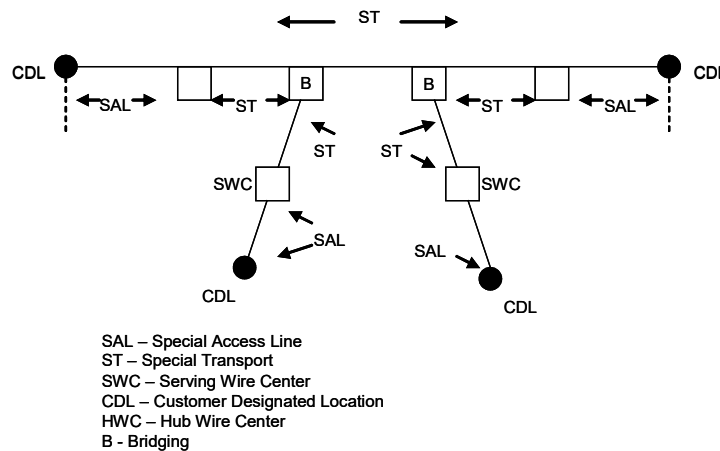 ST
CDL
B
B
CD
SAL
ST
ST
SAL
ST
ST
SWC
SWC
SAL
SAL
CDL
CDL
SAL – Special Access Line
ST – Special Transport
SWC – Serving Wire Center
CDL – Customer Designated Location
HWC – Hub Wire Center
B - Bridging